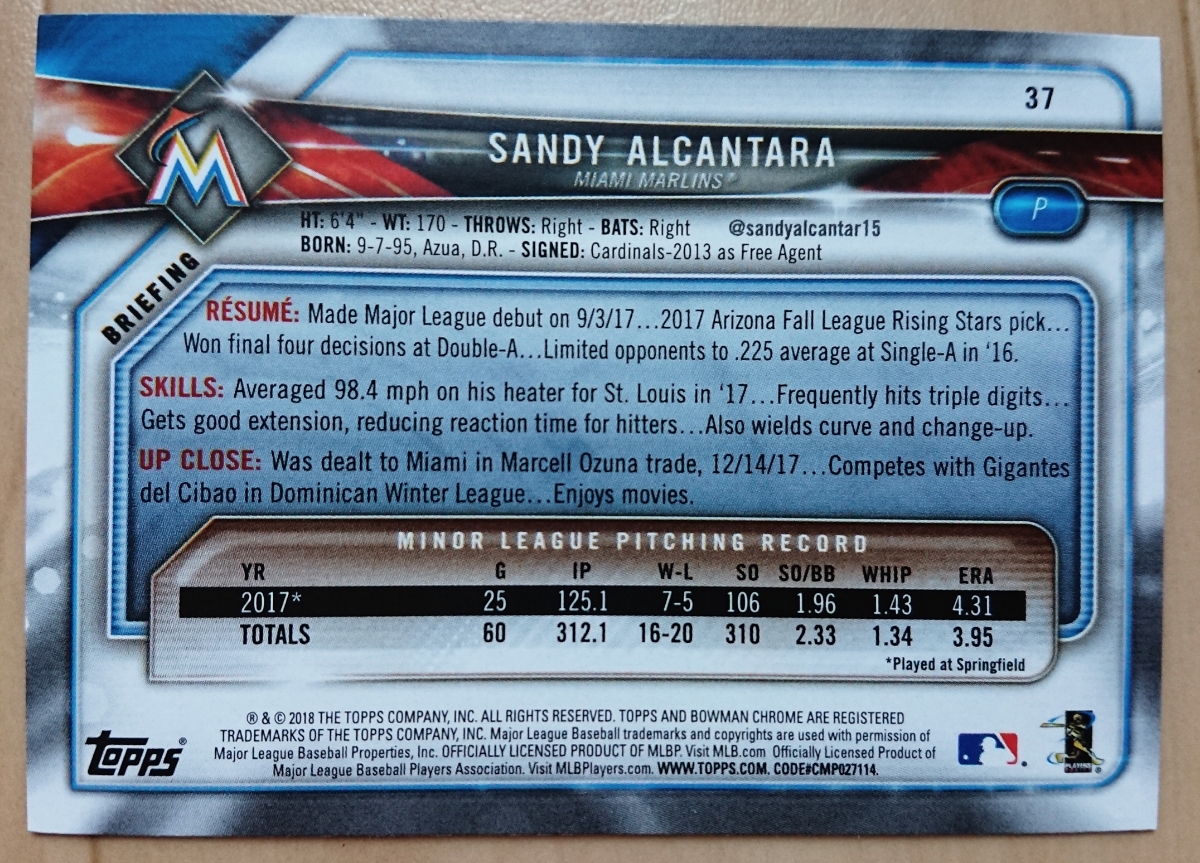 37
SANDY ALCANTARA
MIAMI MARLINS®
P
HT: 6'4" - WT: 170 - THROWS: Right - BATS: Right @sandyalcantar15
BORN: 9-7-95, Azua, D.R. - SIGNED: Cardinals-2013 as Free Agent
BRIEFING
RÉSUMÉ: Made Major League debut on 9/3/17...2017 Arizona Fall League Rising Stars pick...
Won final four decisions at Double-A...Limited opponents to .225 average at Single-A in '16.
SKILLS: Averaged 98.4 mph on his heater for St. Louis in '17...Frequently hits triple digits...
Gets good extension, reducing reaction time for hitters...Also wields curve and change-up.
UP CLOSE: Was dealt to Miami in Marcell Ozuna trade, 12/14/17...Competes with Gigantes
del Cibao in Dominican Winter League...Enjoys movies.
MINOR LEAGUE PITCHING RECORD
YR G IP W-L SO SO/BB WHIP ERA
2017* 25 125.1 7-5 106 1.96 1.43 4.31
TOTALS 60 312.1 16-20 310 2.33 1.34 3.95
*Played at Springfield
® & © 2018 THE TOPPS COMPANY, INC. ALL RIGHTS RESERVED. TOPPS AND BOWMAN CHROME ARE REGISTERED
TRADEMARKS OF THE TOPPS COMPANY, INC. Major League Baseball trademarks and copyrights are used with permission of
Major League Baseball Properties, Inc. OFFICIALLY LICENSED PRODUCT OF MLBP. Visit MLB.com Officially Licensed Product of
Major League Baseball Players Association. Visit MLBPlayers.com. WWW.TOPPS.COM. CODE#CMP027114.
TOPPS®
PLAYERS